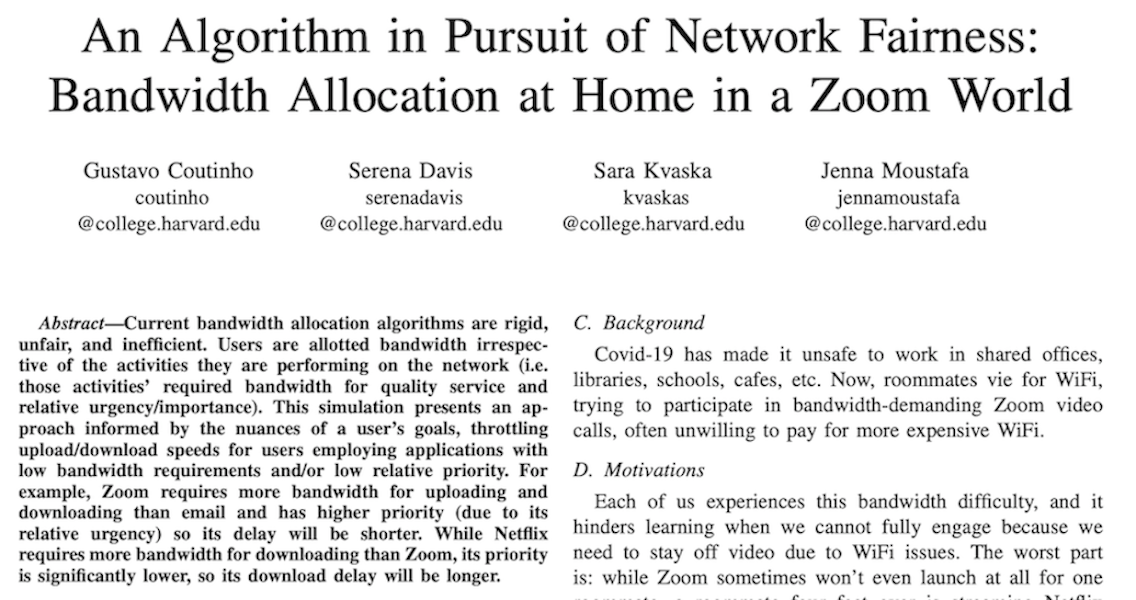 An Algorithm in Pursuit of Network Fairness:
Bandwidth Allocation at Home in a Zoom World
Gustavo Coutinho
coutinho
@college.harvard.edu
Serena Davis
serenadavis
@college.harvard.edu
Sara Kvaska
kvaskas
@college.harvard.edu
Jenna Moustafa
jennamoustafa
@college.harvard.edu
Abstract—Current bandwidth allocation algorithms are rigid,
unfair, and inefficient. Users are allotted bandwidth irrespec-
tive of the activities they are performing on the network (i.e.
those activities' required bandwidth for quality service and
relative urgency/importance). This simulation presents an ap-
proach informed by the nuances of a user's goals, throttling
upload/download speeds for users employing applications with
low bandwidth requirements and/or low relative priority. For
example, Zoom requires more bandwidth for uploading and
downloading than email and has higher priority (due to its
relative urgency) so its delay will be shorter. While Netflix
requires more bandwidth for downloading than Zoom, its priority
is significantly lower, so its download delay will be longer.
C. Background
Covid-19 has made it unsafe to work in shared offices,
libraries, schools, cafes, etc. Now, roommates vie for WiFi,
trying to participate in bandwidth-demanding Zoom video
calls, often unwilling to pay for more expensive WiFi.
D. Motivations
Each of us experiences this bandwidth difficulty, and it
hinders learning when we cannot fully engage because we
need to stay off video due to WiFi issues. The worst part
is: while Zoom sometimes won't even launch at all for one